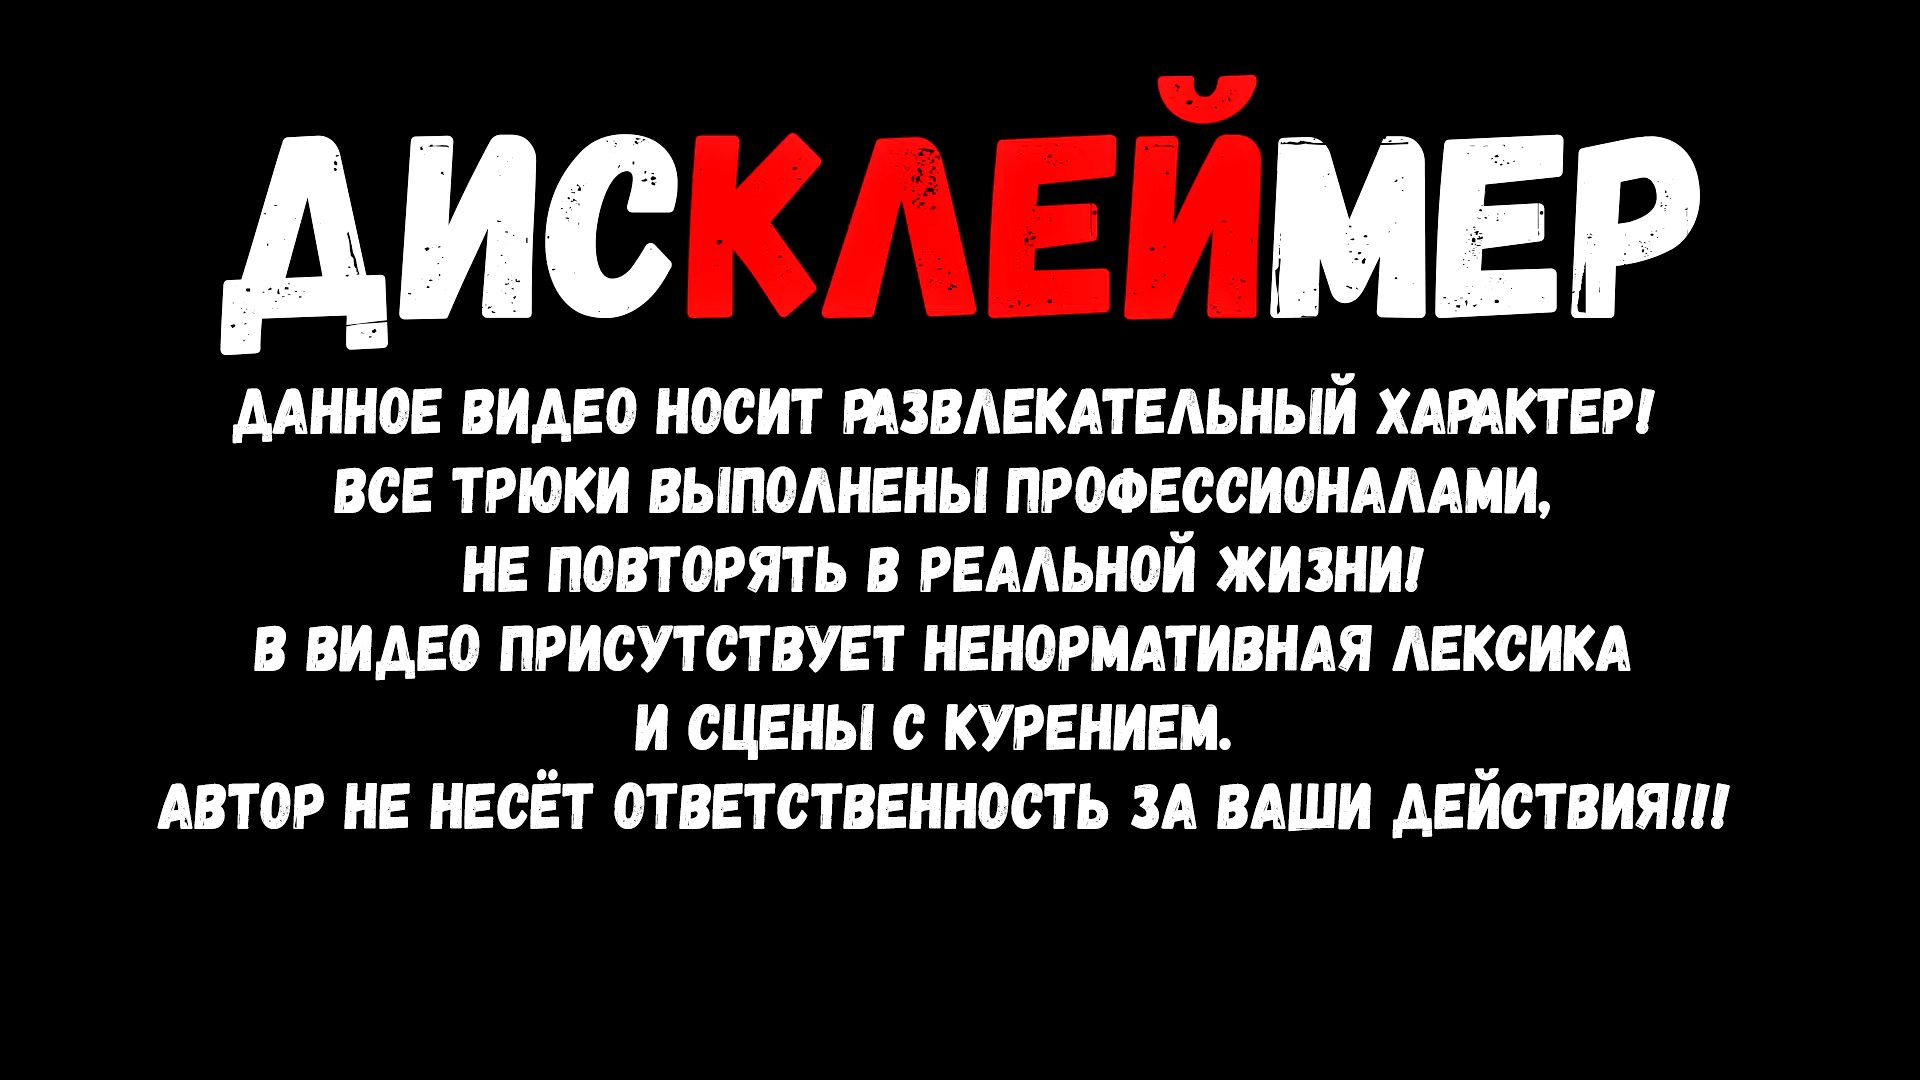 ДИСКЛЕЙМЕР
ДАННОЕ ВИДЕО НОСИТ РАЗВЛЕКАТЕЛЬНЫЙ ХАРАКТЕР!
ВСЕ ТРЮКИ ВЫПОЛНЕНЫ ПРОФЕССИОНАЛАМИ,
НЕ ПОВТОРЯТЬ В РЕАЛЬНОЙ ЖИЗНИ!
В ВИДЕО ПРИСУТСТВУЕТ НЕНОРМАТИВНАЯ ЛЕКСИКА
И СЦЕНЫ С КУРЕНИЕМ.
АВТОР НЕ НЕСЁТ ОТВЕТСТВЕННОСТЬ ЗА ВАШИ ДЕЙСТВИЯ!!!